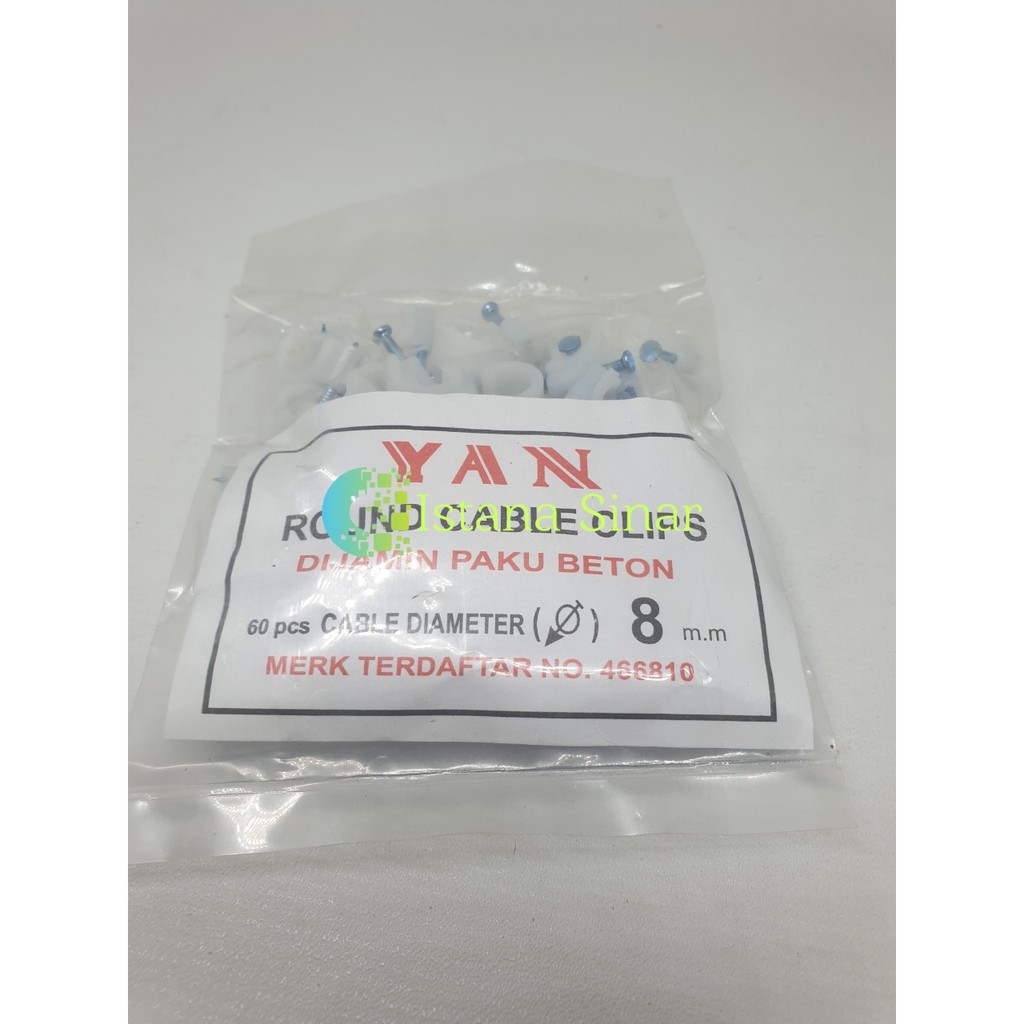 YAN
Istana Sinar
ROUND CABLE CLIPS
DIJAMIN PAKU BETON
60 pcs CABLE DIAMETER (⌀) 8 m.m
MERK TERDAFTAR NO. 466810